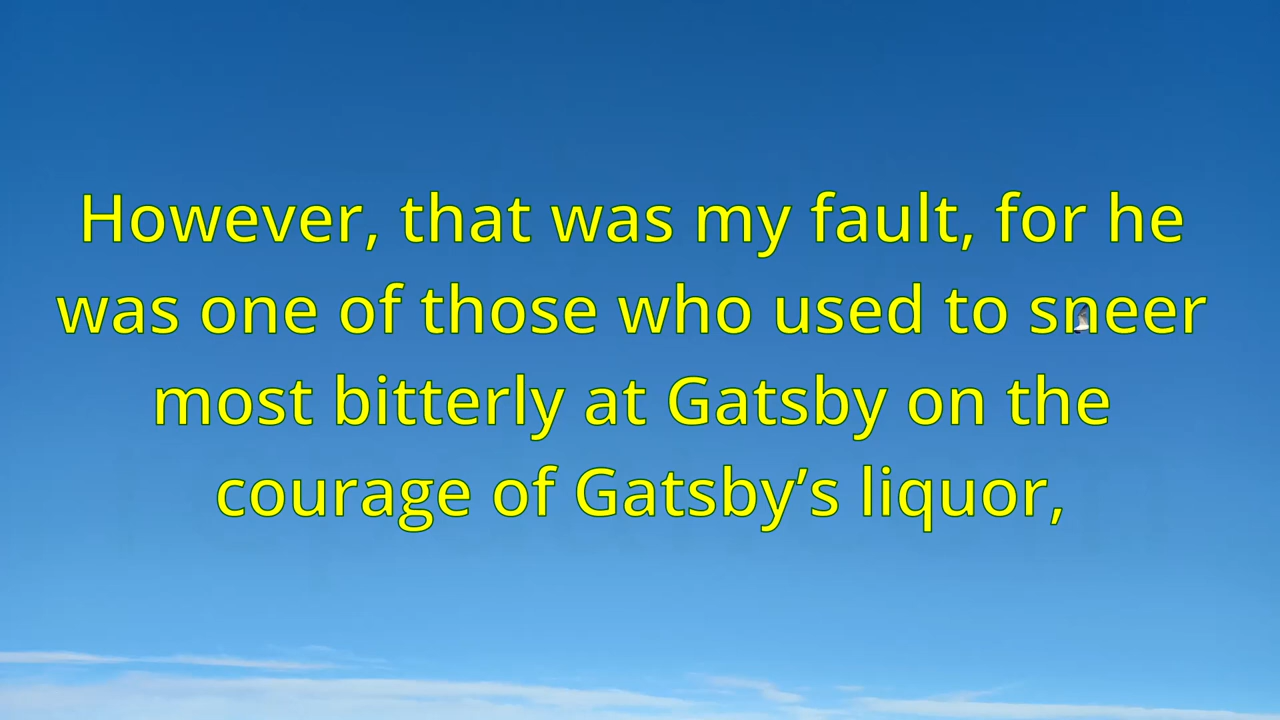 However, that was my fault, for he
was one of those who used to sneer
most bitterly at Gatsby on the
courage of Gatsby’s liquor,